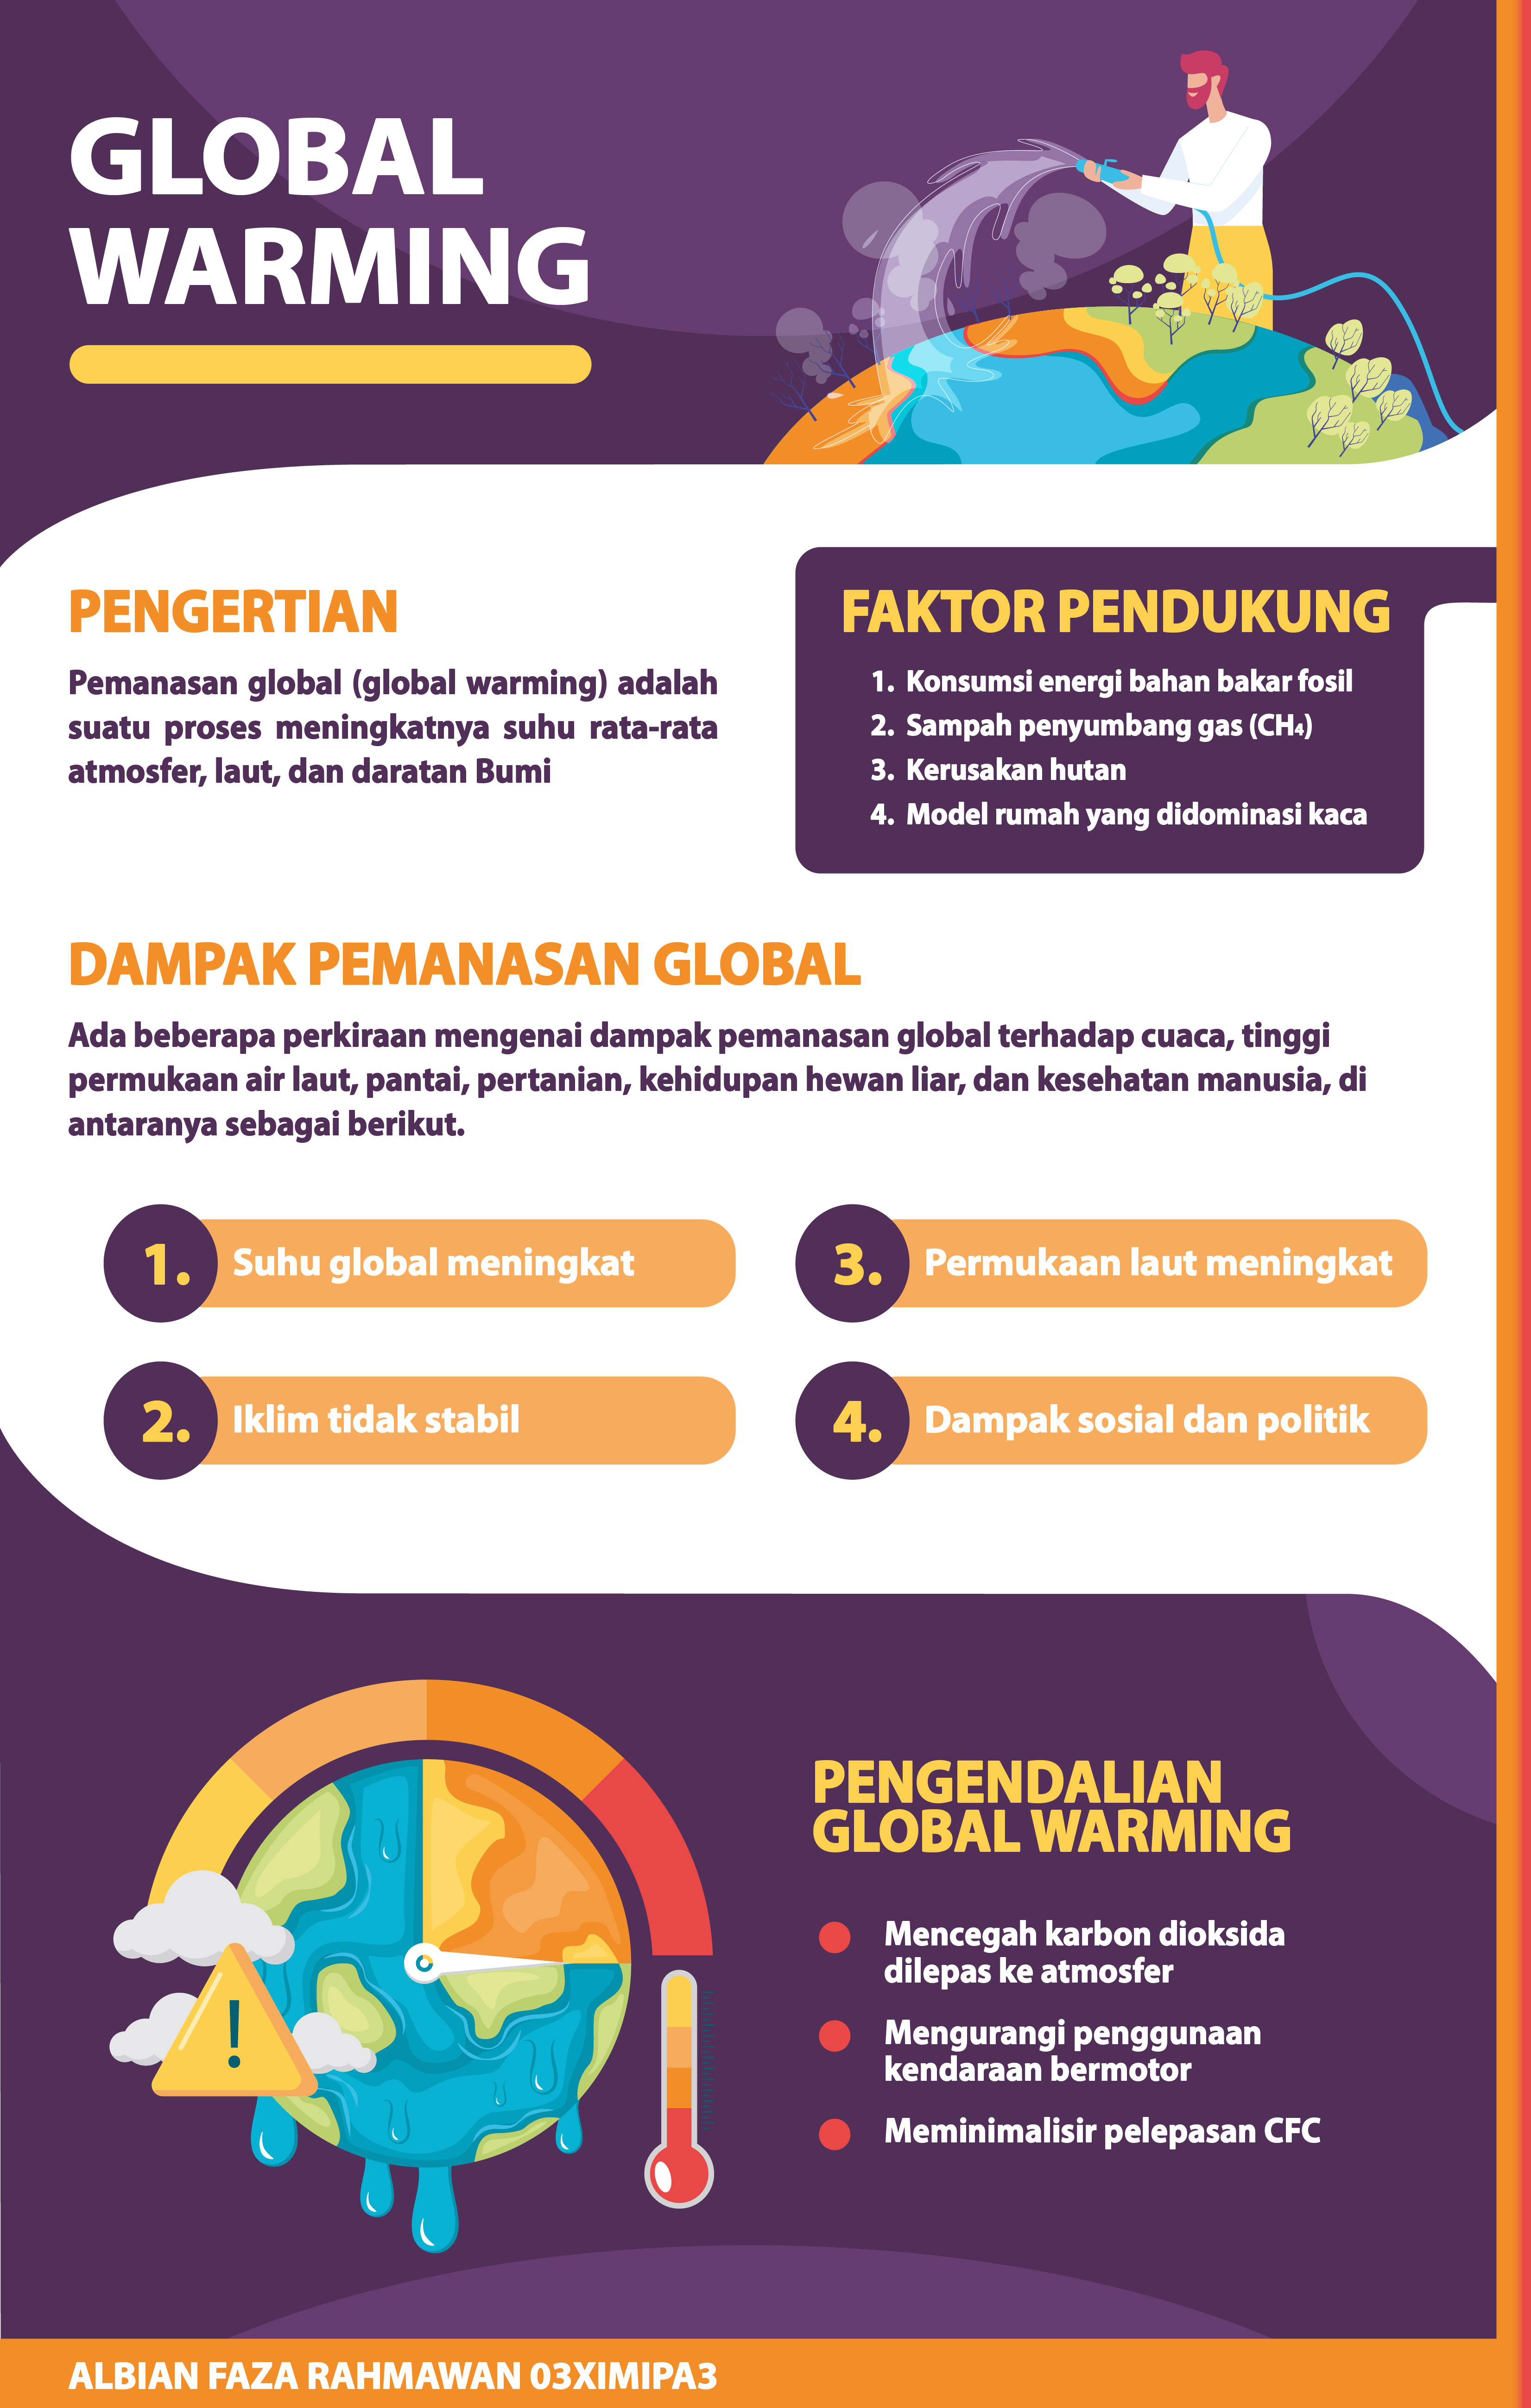 GLOBAL
WARMING
PENGERTIAN
Pemanasan global (global warming) adalah
suatu proses meningkatnya suhu rata-rata
atmosfer, laut, dan daratan Bumi
FAKTOR PENDUKUNG
1. Konsumsi energi bahan bakar fosil
2. Sampah penyumbang gas (CH₄)
3. Kerusakan hutan
4. Model rumah yang didominasi kaca
DAMPAK PEMANASAN GLOBAL
Ada beberapa perkiraan mengenai dampak pemanasan global terhadap cuaca, tinggi
permukaan air laut, pantai, pertanian, kehidupan hewan liar, dan kesehatan manusia, di
antaranya sebagai berikut.
1. Suhu global meningkat
2. Iklim tidak stabil
3. Permukaan laut meningkat
4. Dampak sosial dan politik
!
PENGENDALIAN
GLOBAL WARMING
Mencegah karbon dioksida
dilepas ke atmosfer
Mengurangi penggunaan
kendaraan bermotor
Meminimalisir pelepasan CFC
ALBIAN FAZA RAHMAWAN 03XIMIPA3